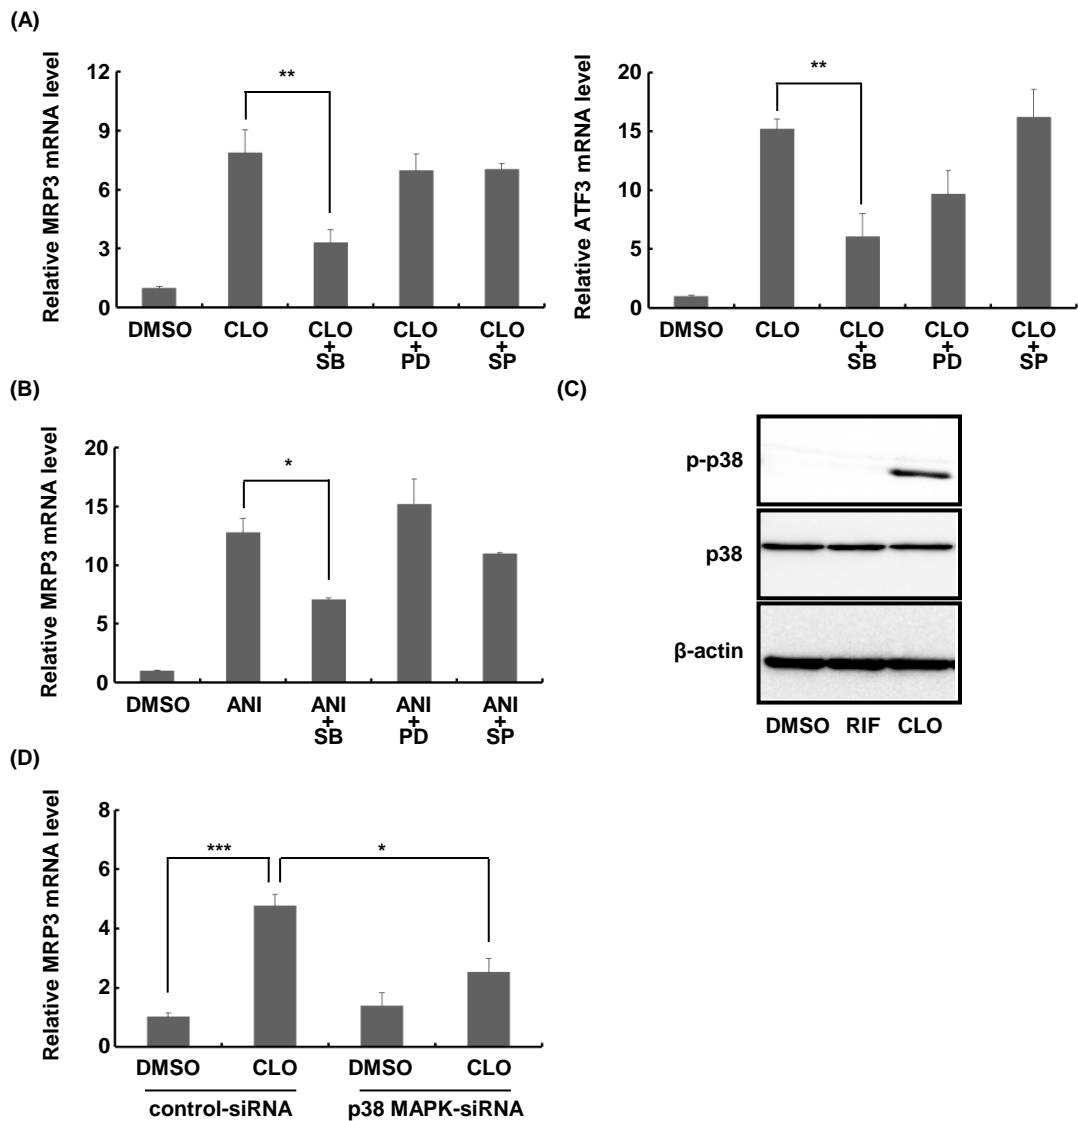 (A)
Relative MRP3 mRNA level
12
9
6
3
0
**
DMSO
CLO
CLO
+
SB
CLO
+
PD
CLO
+
SP
Relative ATF3 mRNA level
20
15
10
5
0
**
DMSO
CLO
CLO
+
SB
CLO
+
PD
CLO
+
SP
(B)
Relative MRP3 mRNA level
20
15
10
5
0
*
DMSO
ANI
ANI
+
SB
ANI
+
PD
ANI
+
SP
(C)
p-p38
p38
β-actin
DMSO RIF CLO
(D)
Relative MRP3 mRNA level
8
6
4
2
0
***
*
DMSO CLO DMSO CLO
control-siRNA p38 MAPK-siRNA